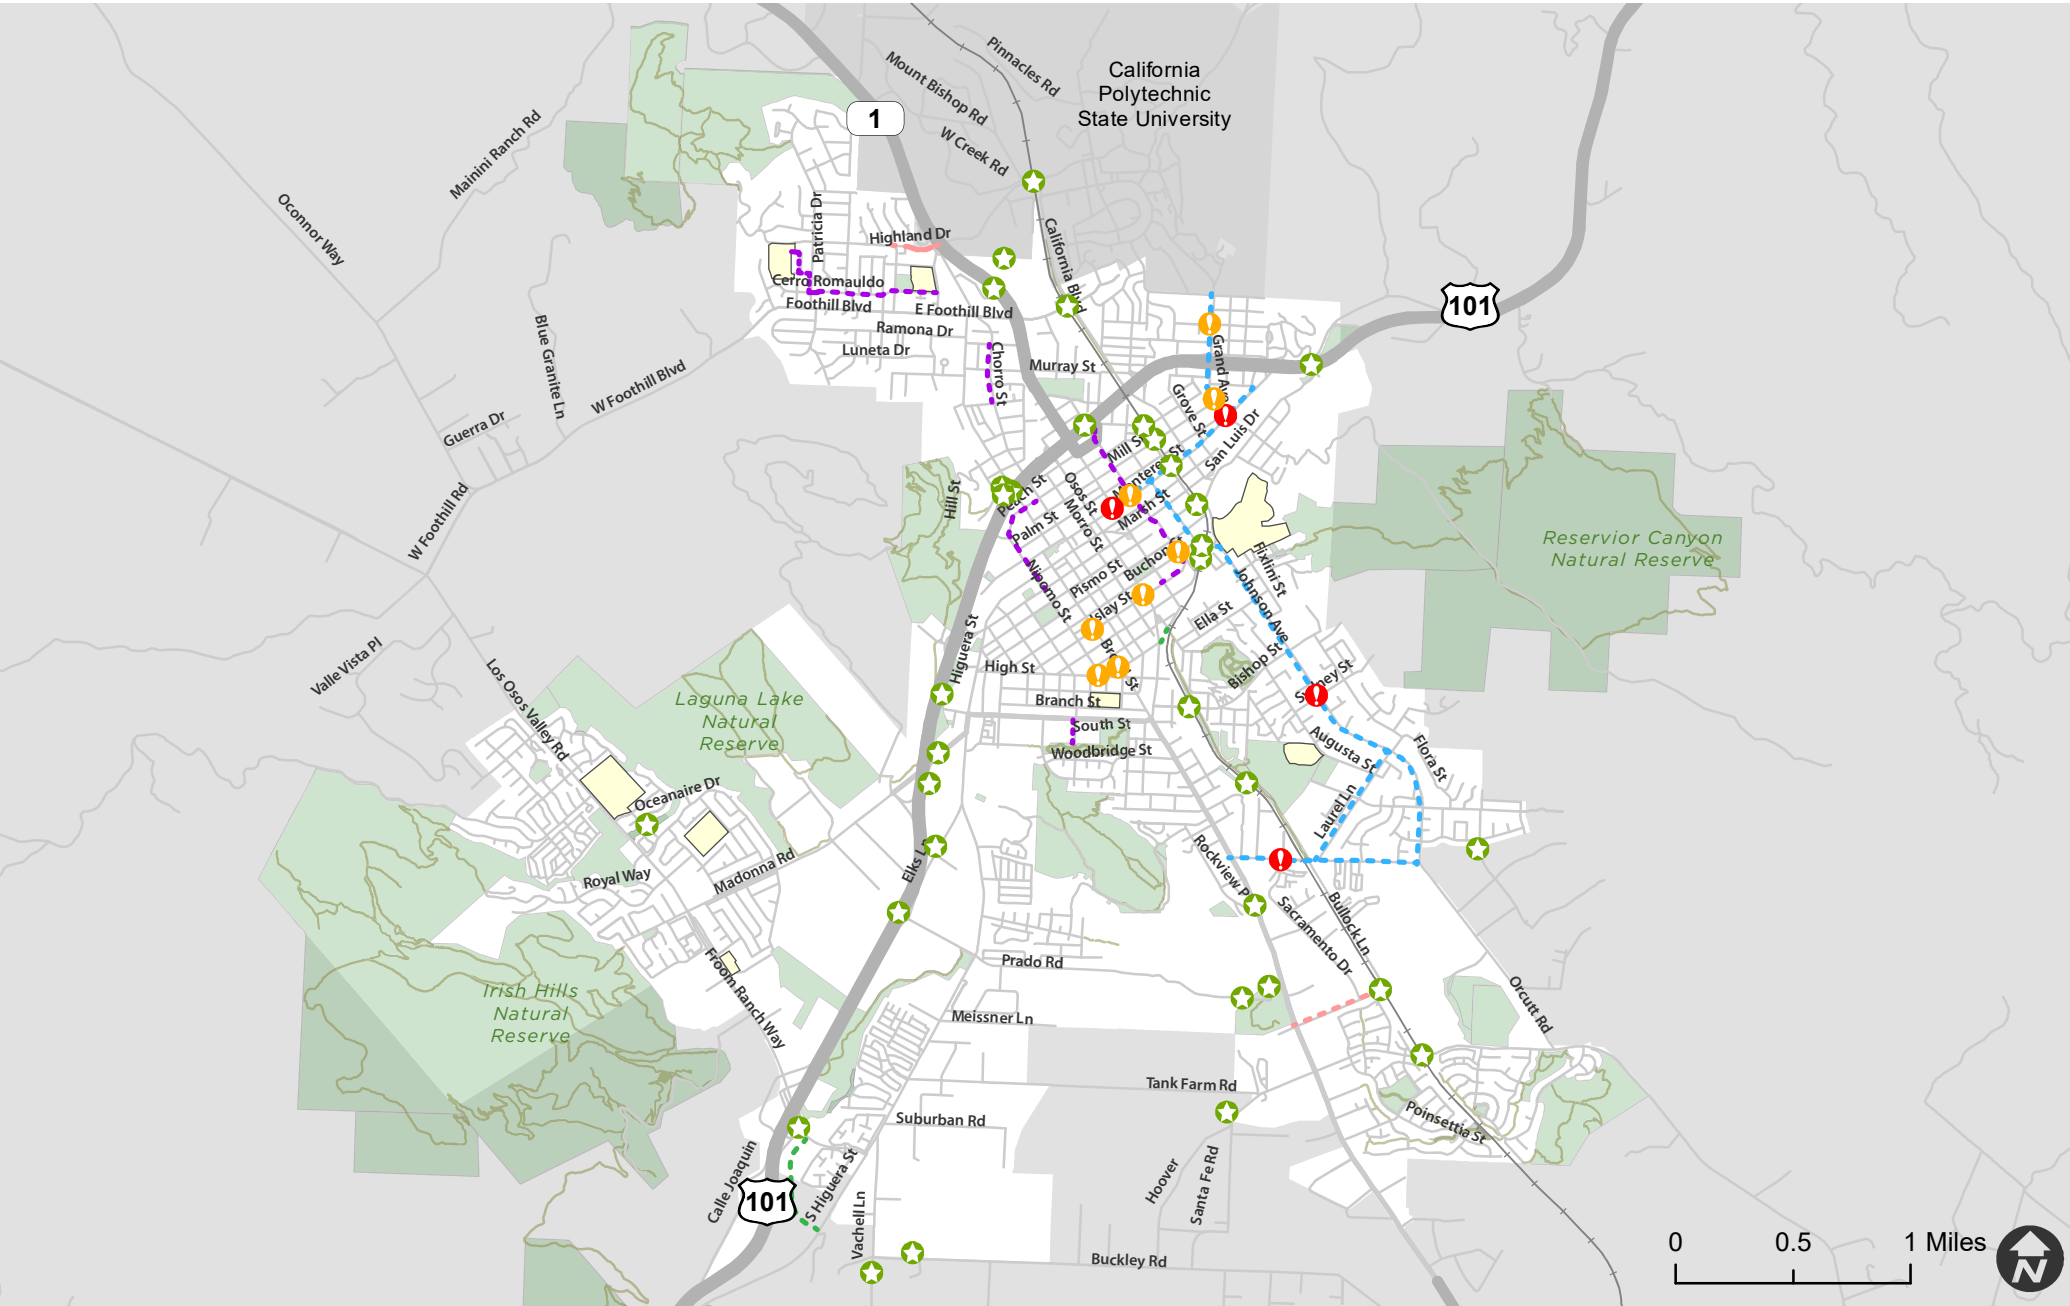 Pinnacles Rd
California
Polytechnic
State University
Mount Bishop Rd
1
W Creek Rd
Mainini Ranch Rd
Oconnor Way
Patricia Dr
Highland Dr
California Blvd
Cerro Romauldo
Foothill Blvd
E Foothill Blvd
101
Ramona Dr
Luneta Dr
Chorro St
Murray St
Grand Ave
Blue Granite Ln
W Foothill Blvd
Guerra Dr
Grove St
San Luis Dr
Mill St
Monterey St
Hill St
Peach St
Osos St
Morro St
Marsh St
Palm St
W Foothill Rd
Reservior Canyon
Natural Reserve
Buchon St
Pismo St
Nipomo St
Fixlini St
Johnson Ave
Islay St
Ella St
Higuera St
Broad St
High St
Bishop St
Sydney St
Valle Vista Pl
Los Osos Valley Rd
Laguna Lake
Natural
Reserve
Branch St
South St
Woodbridge St
Augusta St
Flora St
Oceanaire Dr
Laurel Ln
Madonna Rd
Royal Way
Elks Ln
Rockview Pl
Sacramento Dr
Bullock Ln
Froom Ranch Way
Prado Rd
Irish Hills
Natural
Reserve
Meissner Ln
Orcutt Rd
Tank Farm Rd
Suburban Rd
Poinsettia St
Calle Joaquin
101
S Higuera St
Hoover
Santa Fe Rd
Vachell Ln
Buckley Rd
0
0.5
1 Miles
N